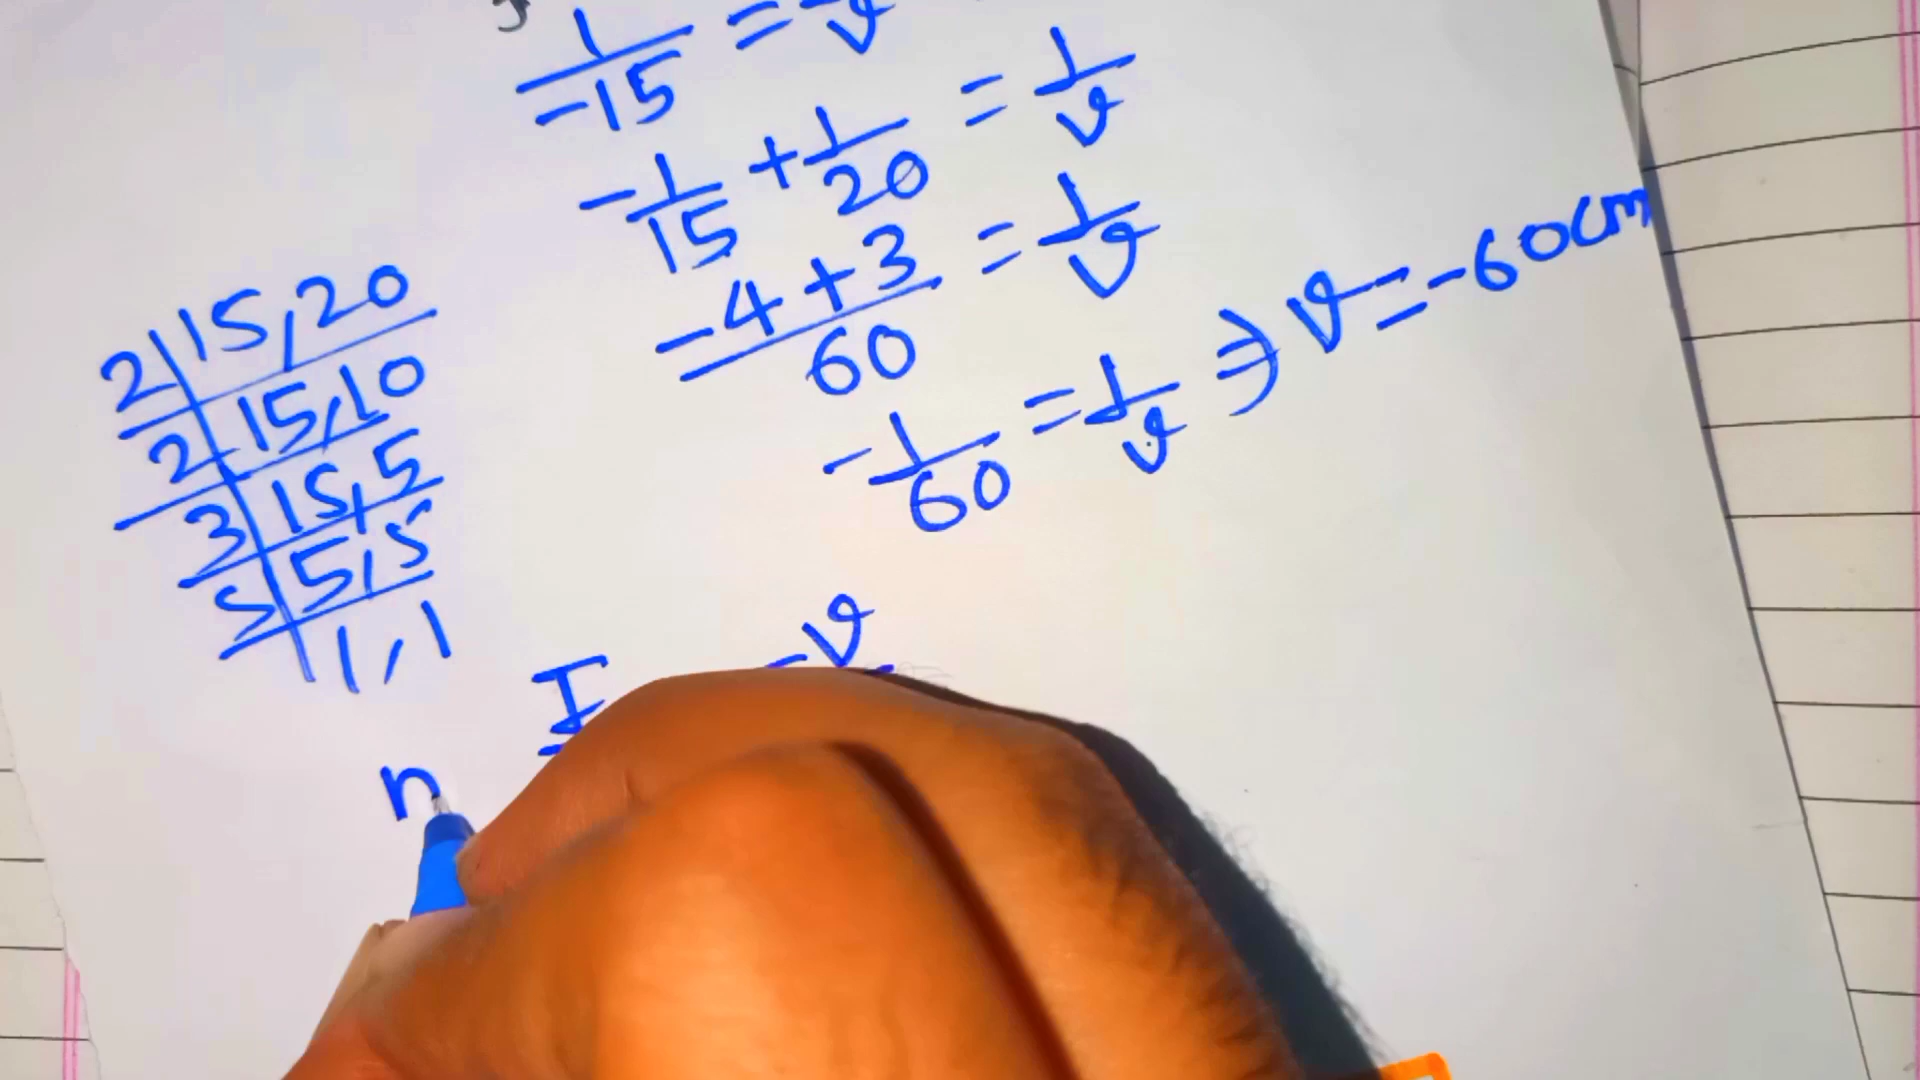 1/-15 = 1/v
-1/15 + 1/20 = 1/v
-4+3/60 = 1/v
-1/60 = 1/v ⇒ v = -60cm
2 | 15, 20
2 | 15, 10
3 | 15, 5
5 | 5, 5
1, 1
I -v
n